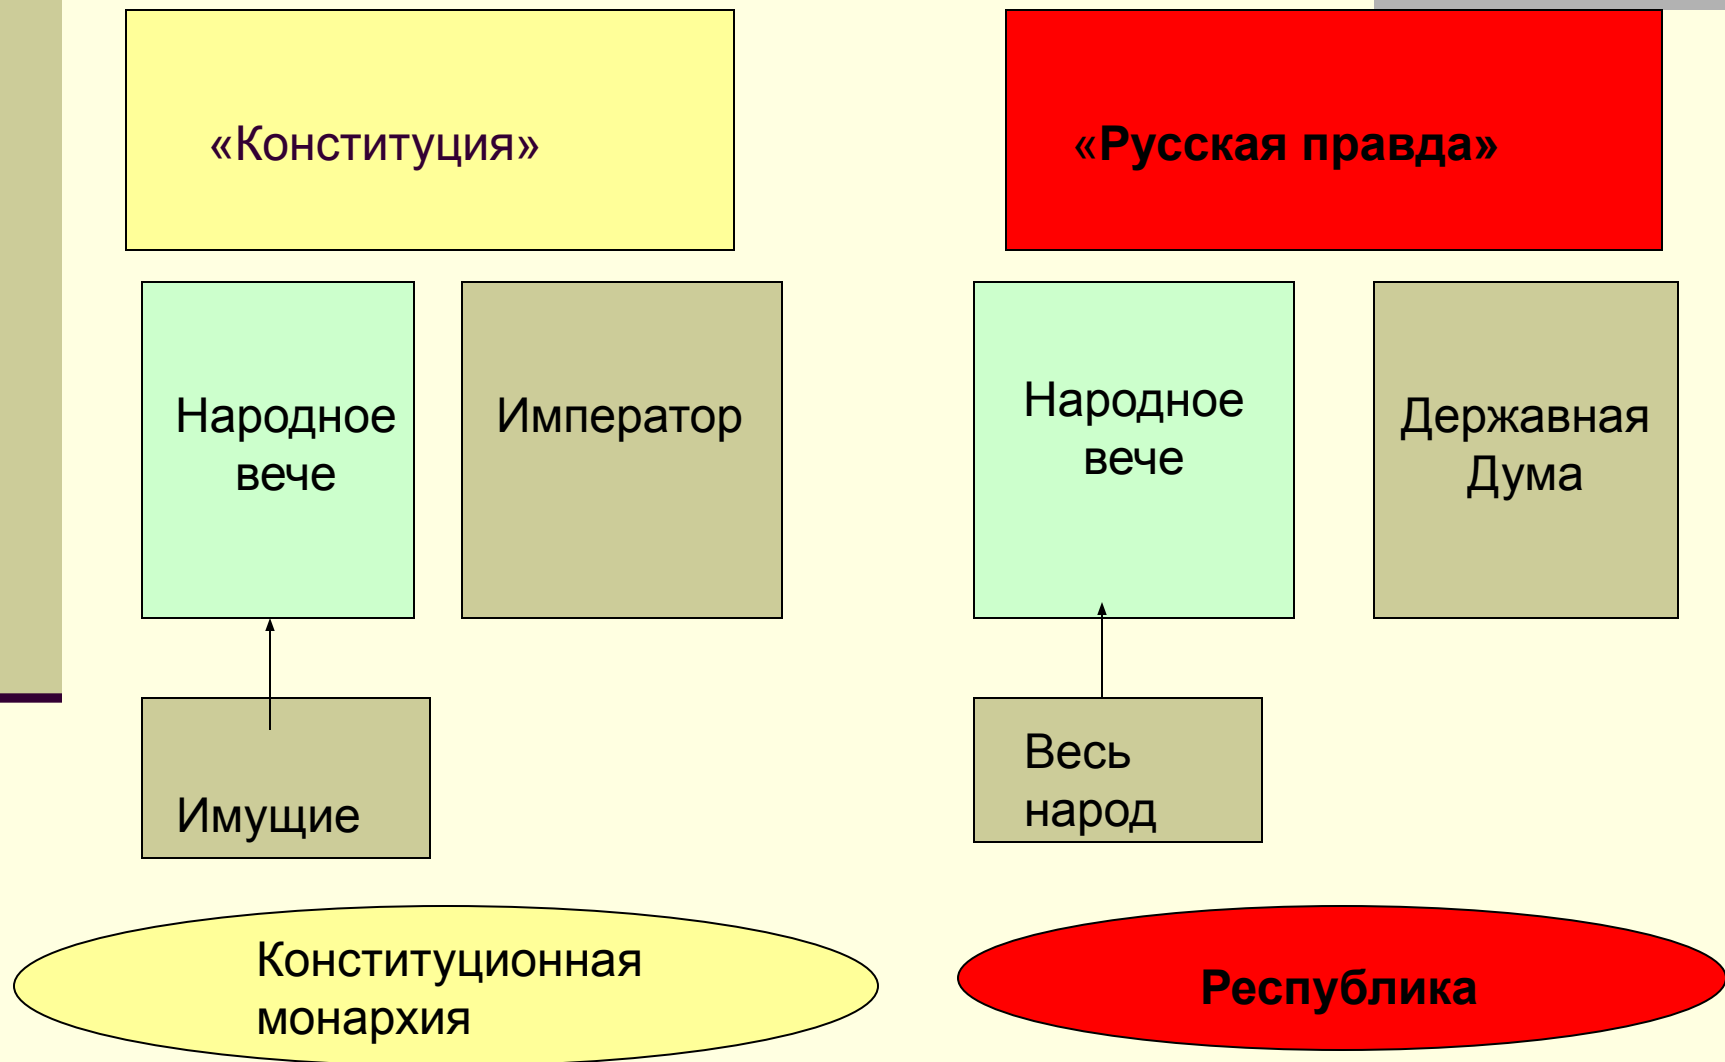 «Конституция»
«Русская правда»
Народное
вече
Император
Народное
вече
Державная
Дума
Имущие
Весь
народ
Конституционная
монархия
Республика